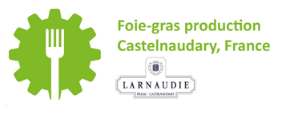 Foie-gras production
Castelnaudary, France
LARNAUDIE